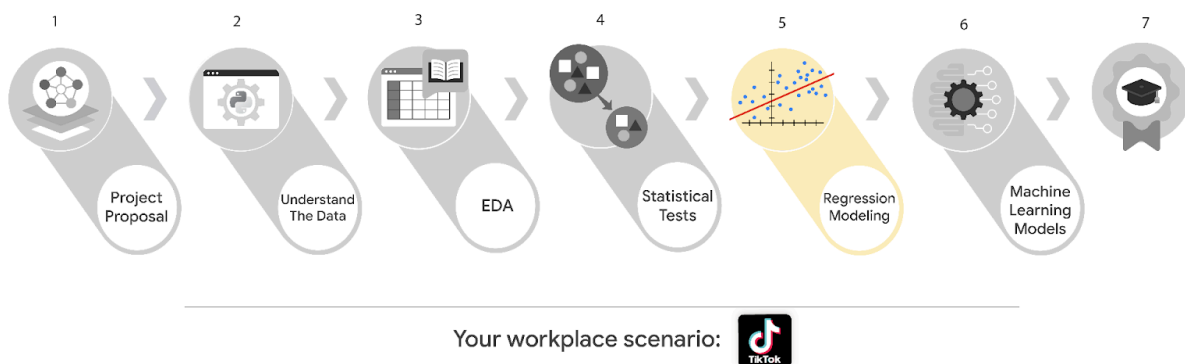 1
2
3
4
5
6
7
Project
Proposal
Understand
The Data
EDA
Statistical
Tests
Regression
Modeling
Machine
Learning
Models
Your workplace scenario:
TikTok